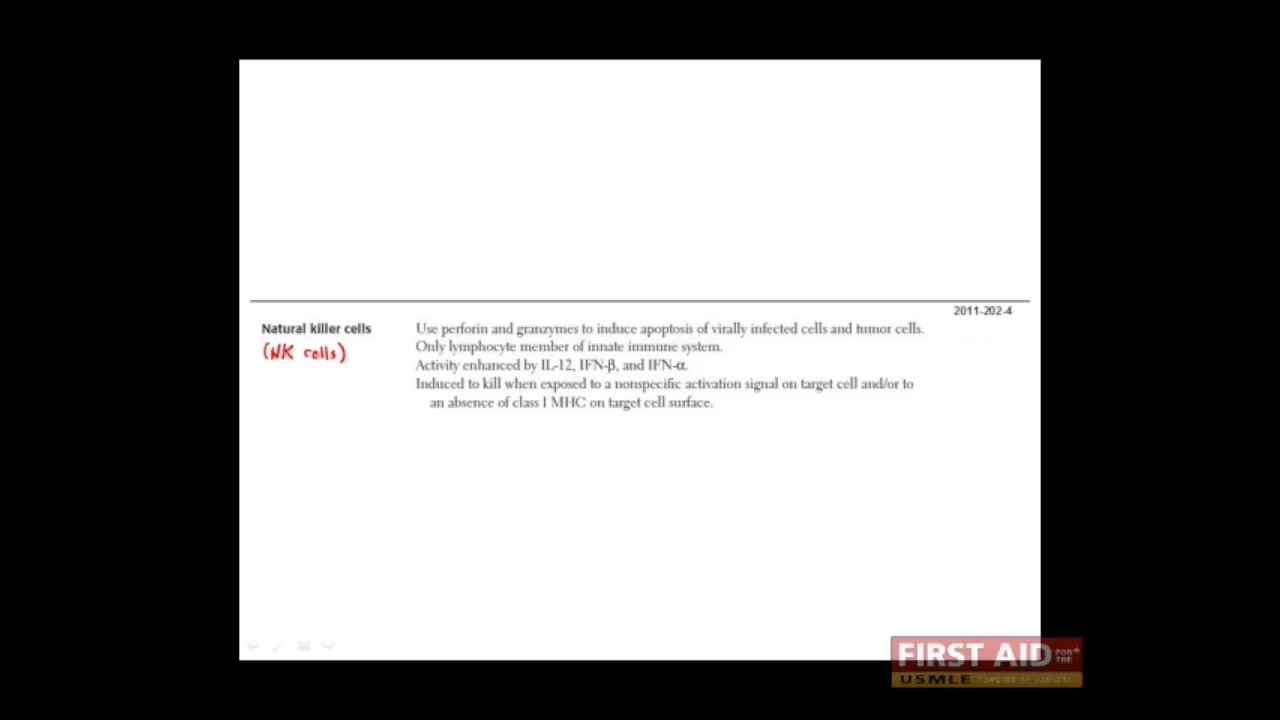 2011-202-4
Natural killer cells
(NK cells)
Use perforin and granzymes to induce apoptosis of virally infected cells and tumor cells.
Only lymphocyte member of innate immune system.
Activity enhanced by IL-12, IFN-β, and IFN-α.
Induced to kill when exposed to a nonspecific activation signal on target cell and/or to
an absence of class I MHC on target cell surface.
FIRST AID FOR THE
USMLE